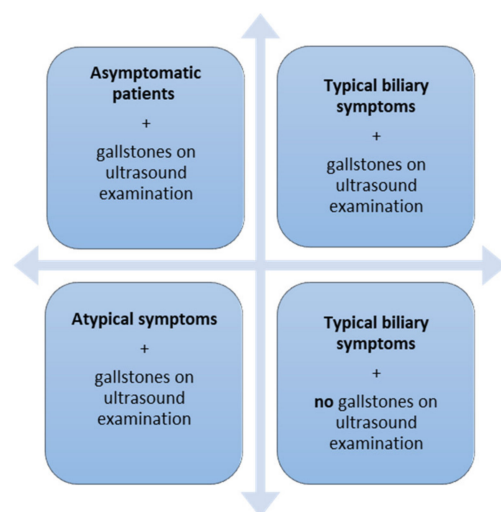 Asymptomatic
patients
+
gallstones on
ultrasound
examination
Typical biliary
symptoms
+
gallstones on
ultrasound
examination
Atypical symptoms
+
gallstones on
ultrasound
examination
Typical biliary
symptoms
+
no gallstones on
ultrasound
examination